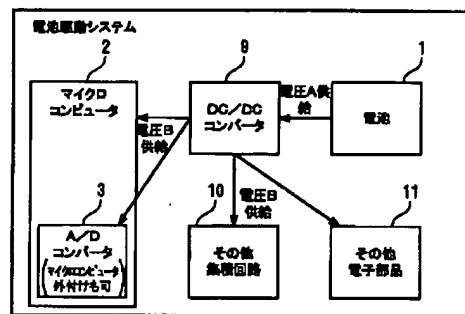 電池駆動システム
2
9
1
マイクロ
コンピュータ
DC/DC
コンバータ
電圧A供
給
電池
電圧B
供給
3
A/D
コンバータ
(マイクロコンピュータ
外付けも可)
10
電圧B
供給
11
その他
集積回路
その他
電子部品